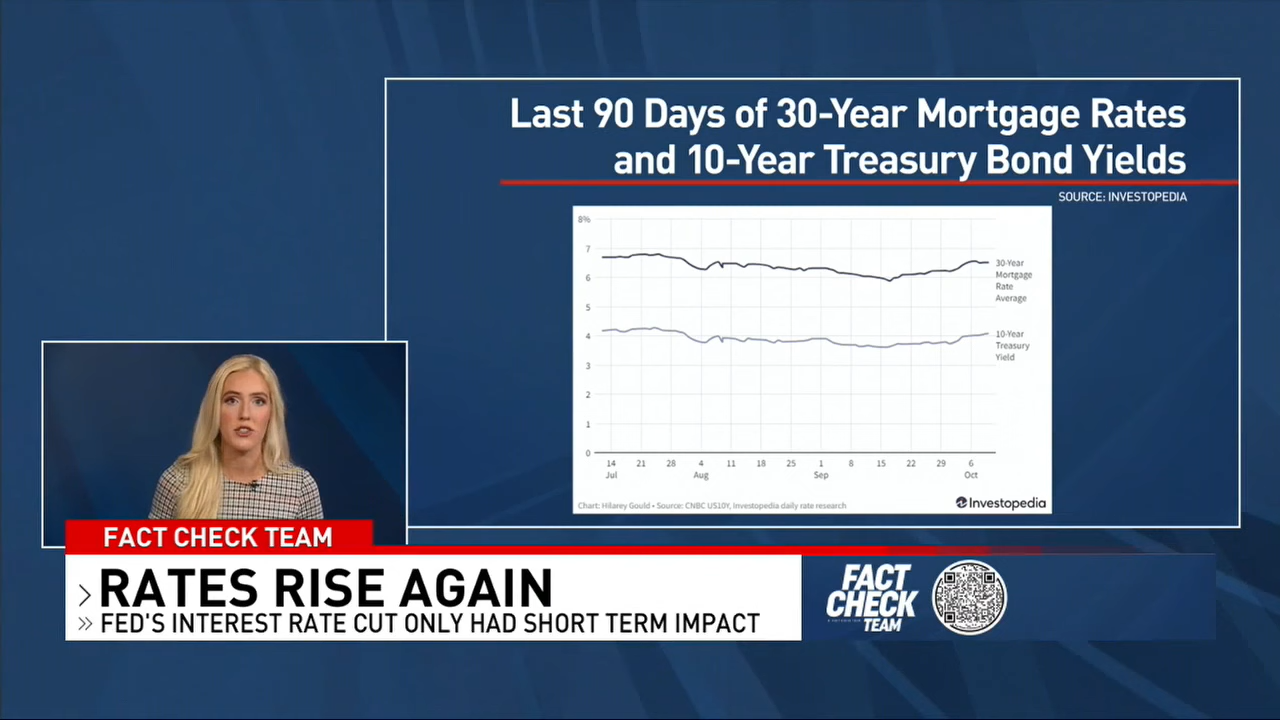 Last 90 Days of 30-Year Mortgage Rates
and 10-Year Treasury Bond Yields
SOURCE: INVESTOPEDIA
8%
7
6
5
4
3
2
1
0
30-Year
Mortgage
Rate
Average
10-Year
Treasury
Yield
14 21 28 4 11 18 25 1 8 15 22 29 6
Jul Aug Sep Oct
Chart: Hilarey Gould • Source: CNBC US10Y, Investopedia daily rate research
Investopedia
FACT CHECK TEAM
RATES RISE AGAIN
FED'S INTEREST RATE CUT ONLY HAD SHORT TERM IMPACT
FACT
CHECK
TEAM